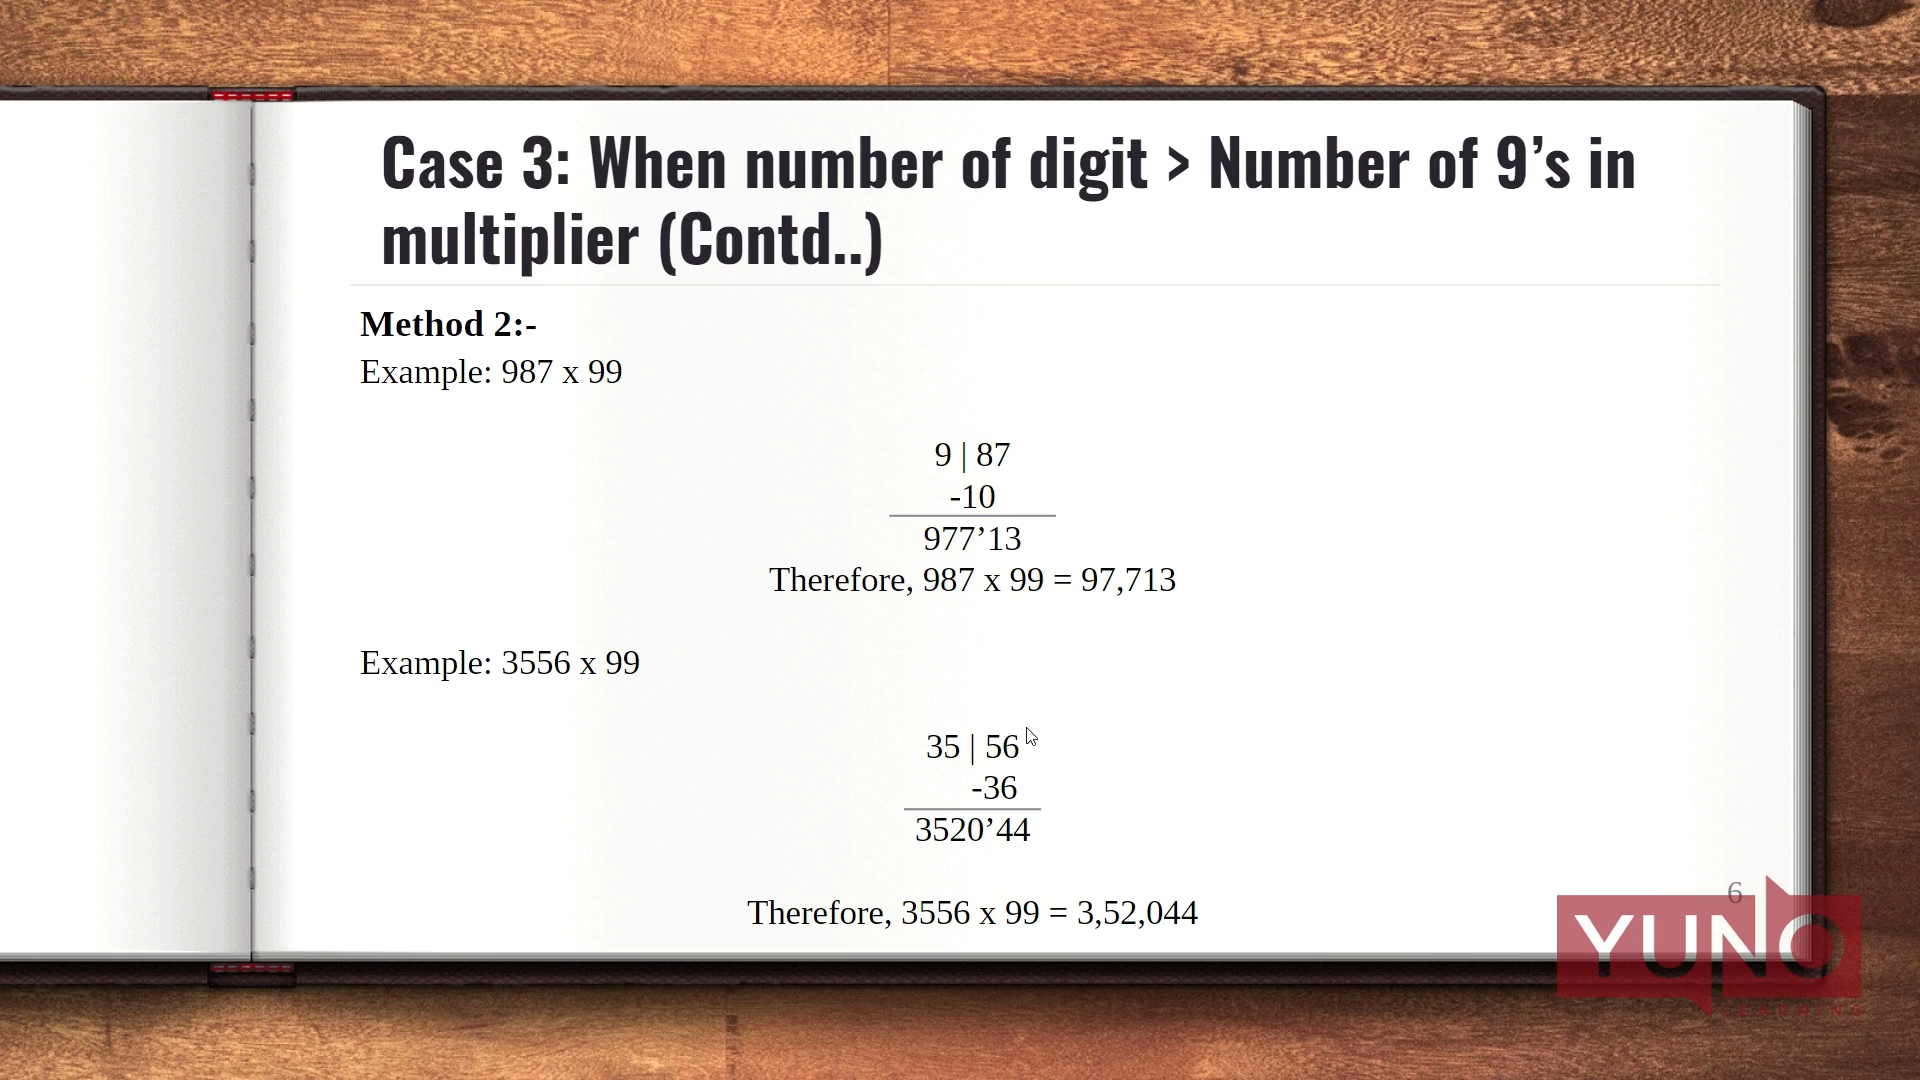 Case 3: When number of digit > Number of 9’s in
multiplier (Contd..)
Method 2:-
Example: 987 x 99
9 | 87
-10
977’13
Therefore, 987 x 99 = 97,713
Example: 3556 x 99
35 | 56
-36
3520’44
Therefore, 3556 x 99 = 3,52,044
6
YUNO
LEARNING